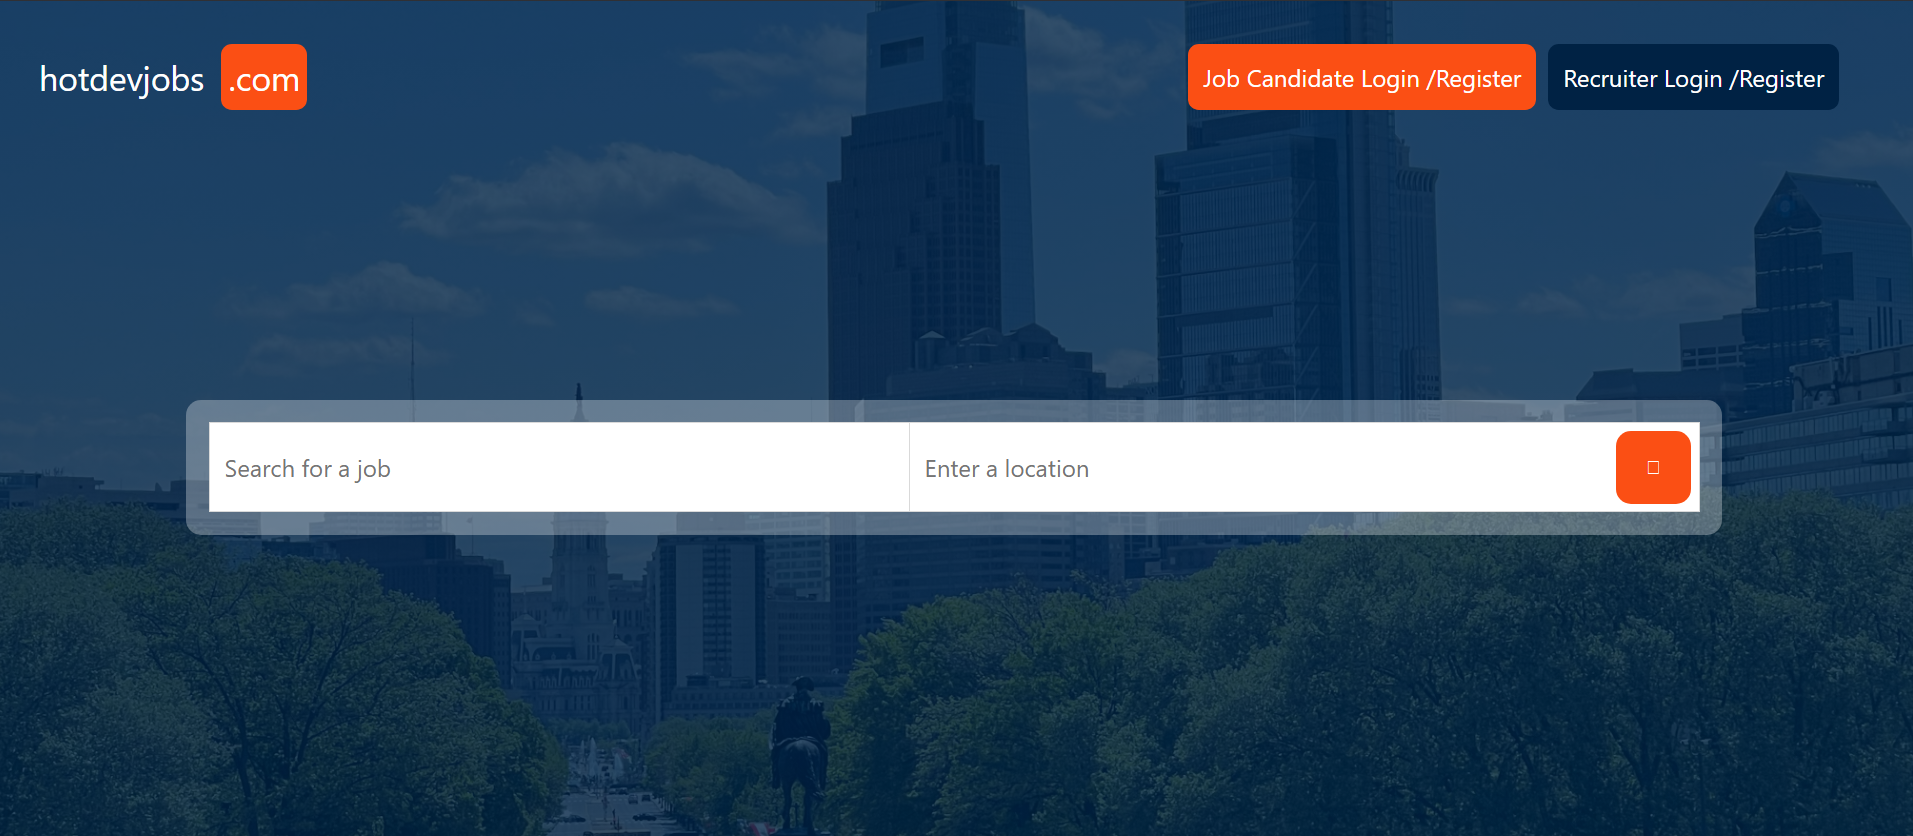 hotdevjobs .com
Job Candidate Login /Register
Recruiter Login /Register
Search for a job
Enter a location